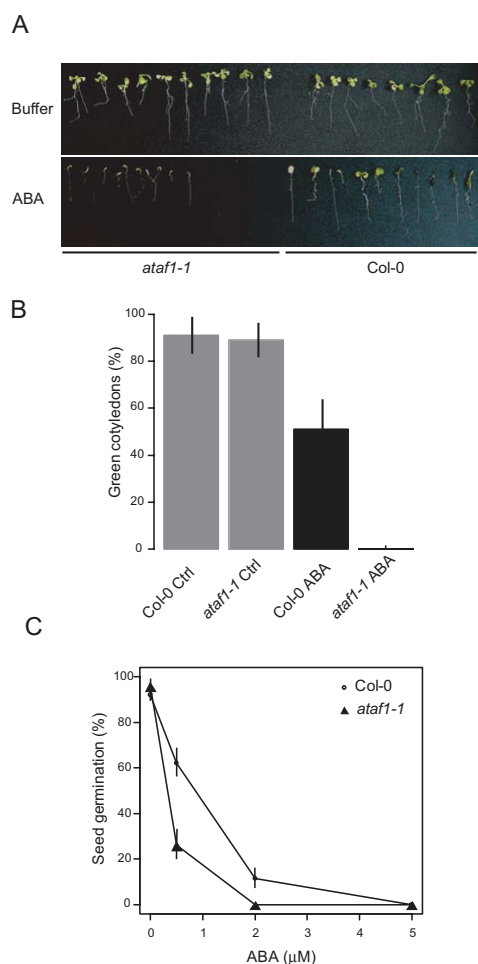 A
Buffer
ABA
ataf1-1
Col-0
B
Green cotyledons (%)
100
80
60
40
20
0
Col-0 Ctrl
ataf1-1 Ctrl
Col-0 ABA
ataf1-1 ABA
C
Seed germination (%)
100
80
60
40
20
0
Col-0
ataf1-1
0
1
2
3
4
5
ABA (μM)